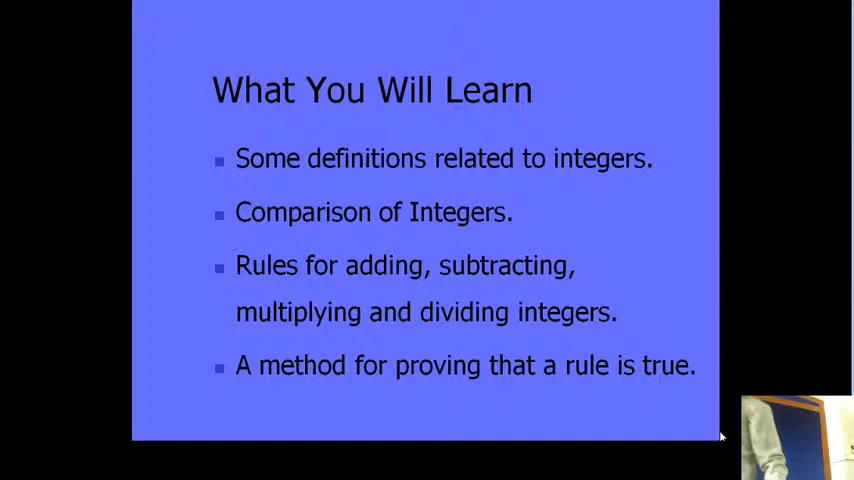 What You Will Learn
Some definitions related to integers.
Comparison of Integers.
Rules for adding, subtracting,
multiplying and dividing integers.
A method for proving that a rule is true.